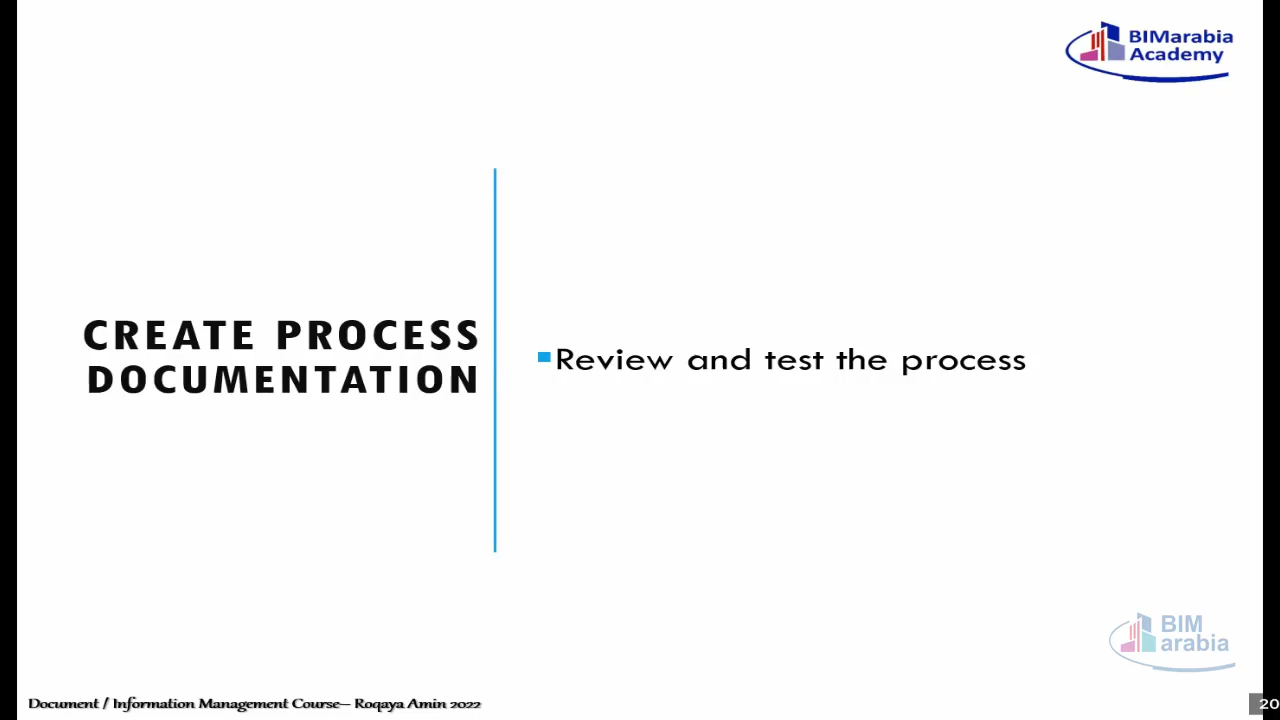 BIMarabia
Academy
CREATE PROCESS
DOCUMENTATION
Review and test the process
BIM
arabia
Document / Information Management Course– Roqaya Amin 2022
20